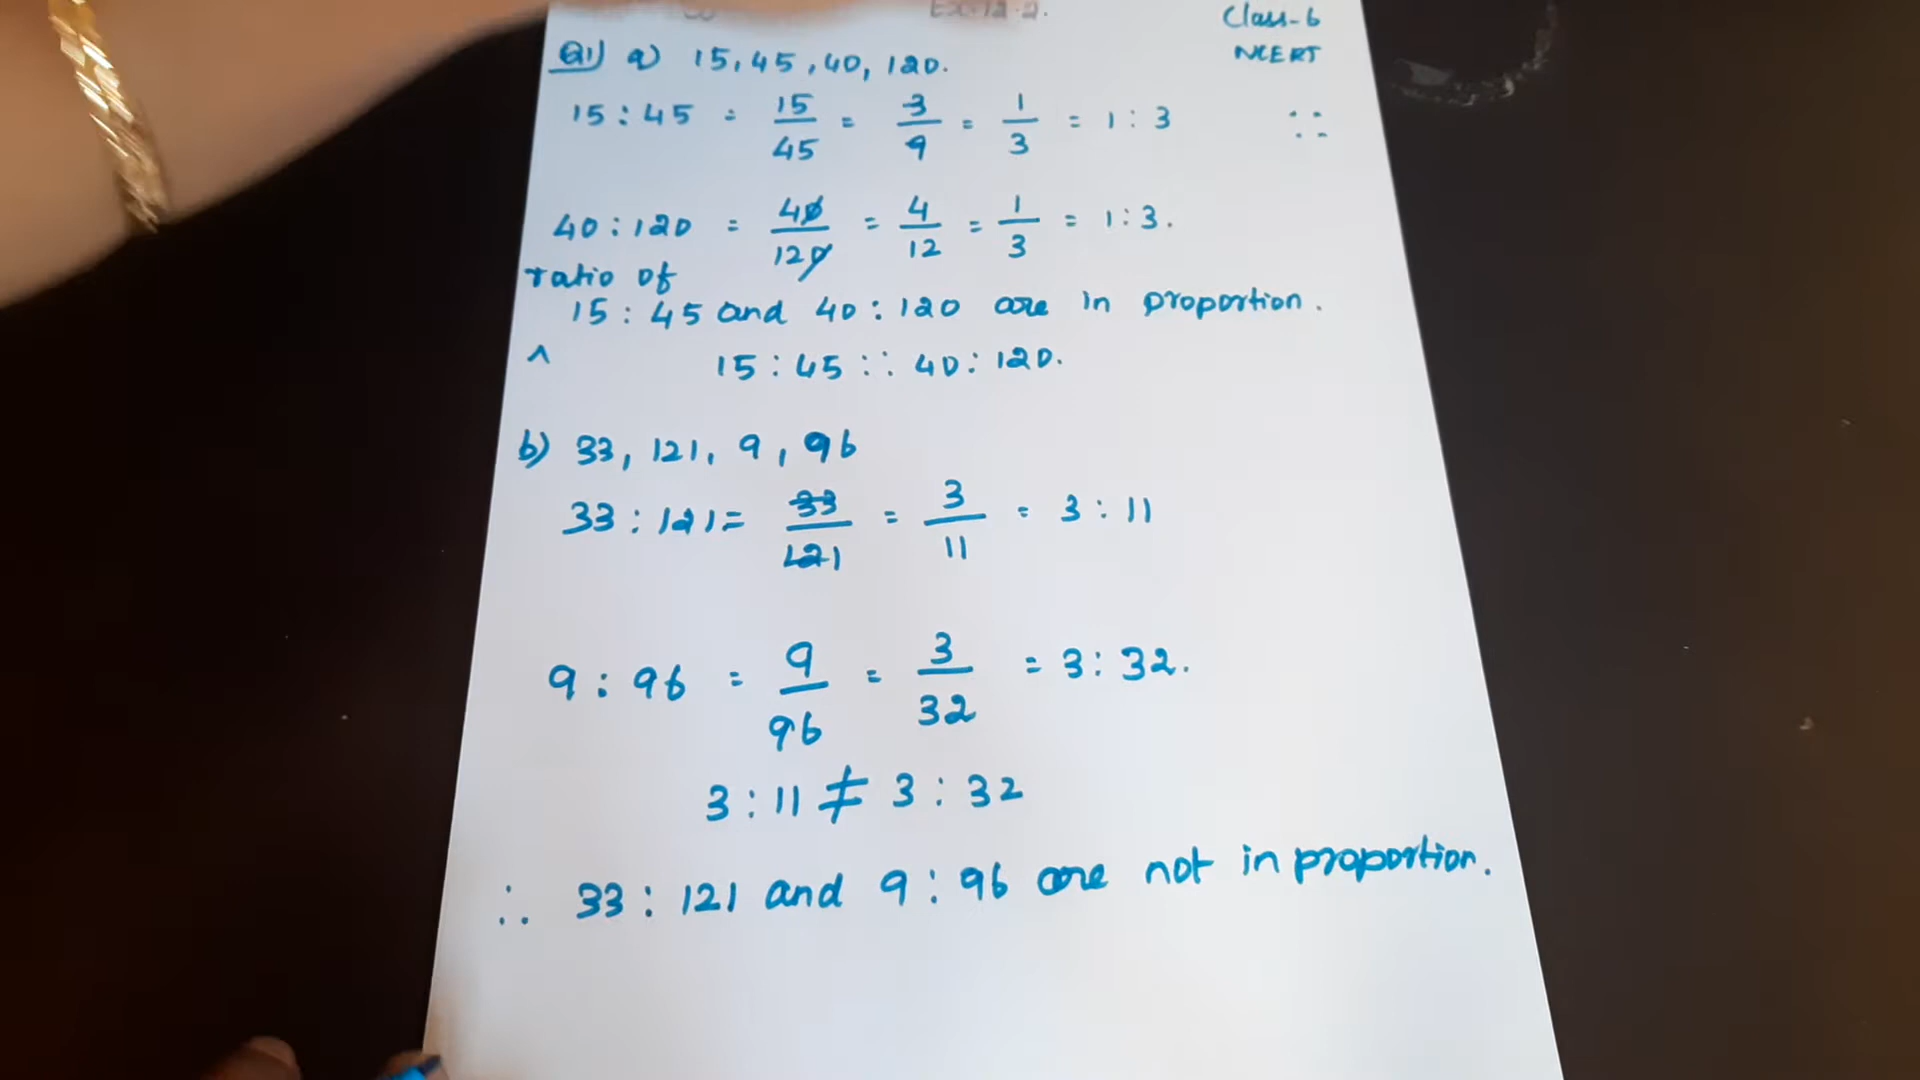 Ex-12.2.
Class-6
NCERT
Q1) a) 15, 45, 40, 120.
15 : 45 = 15/45 = 3/9 = 1/3 = 1 : 3 ::
40 : 120 = 40/120 = 4/12 = 1/3 = 1 : 3.
ratio of
15 : 45 and 40 : 120 are in proportion.
^ 15 : 45 :: 40 : 120.
b) 33, 121, 9, 96
33 : 121 = 33/121 = 3/11 = 3 : 11
9 : 96 = 9/96 = 3/32 = 3 : 32.
3 : 11 ≠ 3 : 32
∴ 33 : 121 and 9 : 96 are not in proportion.